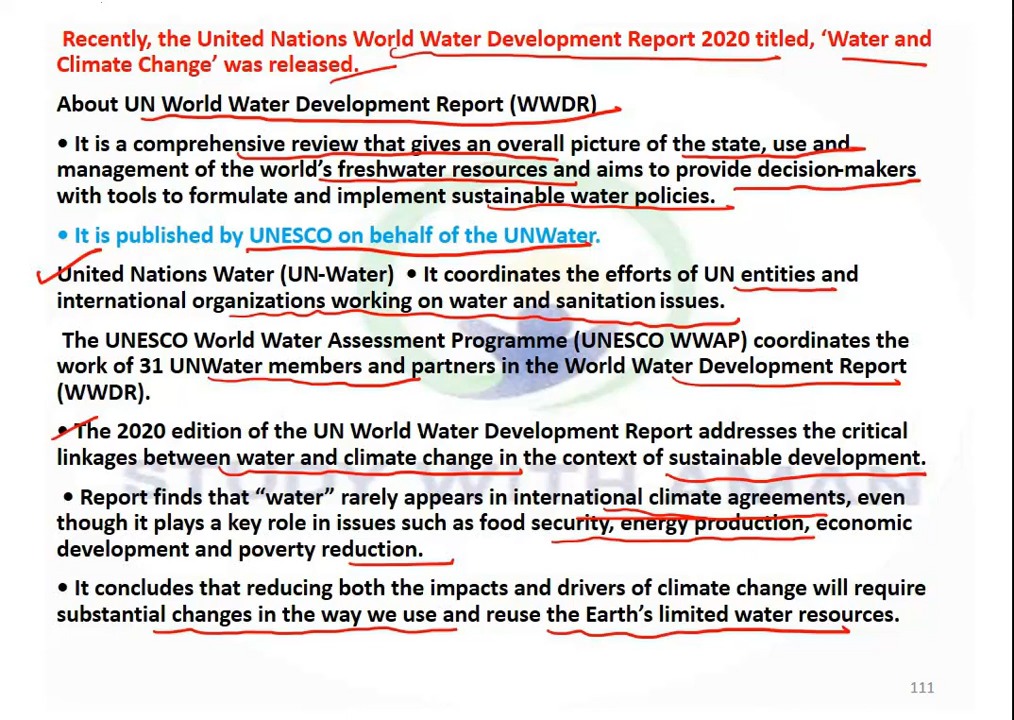 Recently, the United Nations World Water Development Report 2020 titled, ‘Water and
Climate Change’ was released.
About UN World Water Development Report (WWDR)
• It is a comprehensive review that gives an overall picture of the state, use and
management of the world’s freshwater resources and aims to provide decision-makers
with tools to formulate and implement sustainable water policies.
• It is published by UNESCO on behalf of the UNWater.
United Nations Water (UN-Water) • It coordinates the efforts of UN entities and
international organizations working on water and sanitation issues.
The UNESCO World Water Assessment Programme (UNESCO WWAP) coordinates the
work of 31 UNWater members and partners in the World Water Development Report
(WWDR).
• The 2020 edition of the UN World Water Development Report addresses the critical
linkages between water and climate change in the context of sustainable development.
STUDY WITH AMAN
• Report finds that “water” rarely appears in international climate agreements, even
though it plays a key role in issues such as food security, energy production, economic
development and poverty reduction.
• It concludes that reducing both the impacts and drivers of climate change will require
substantial changes in the way we use and reuse the Earth’s limited water resources.
111